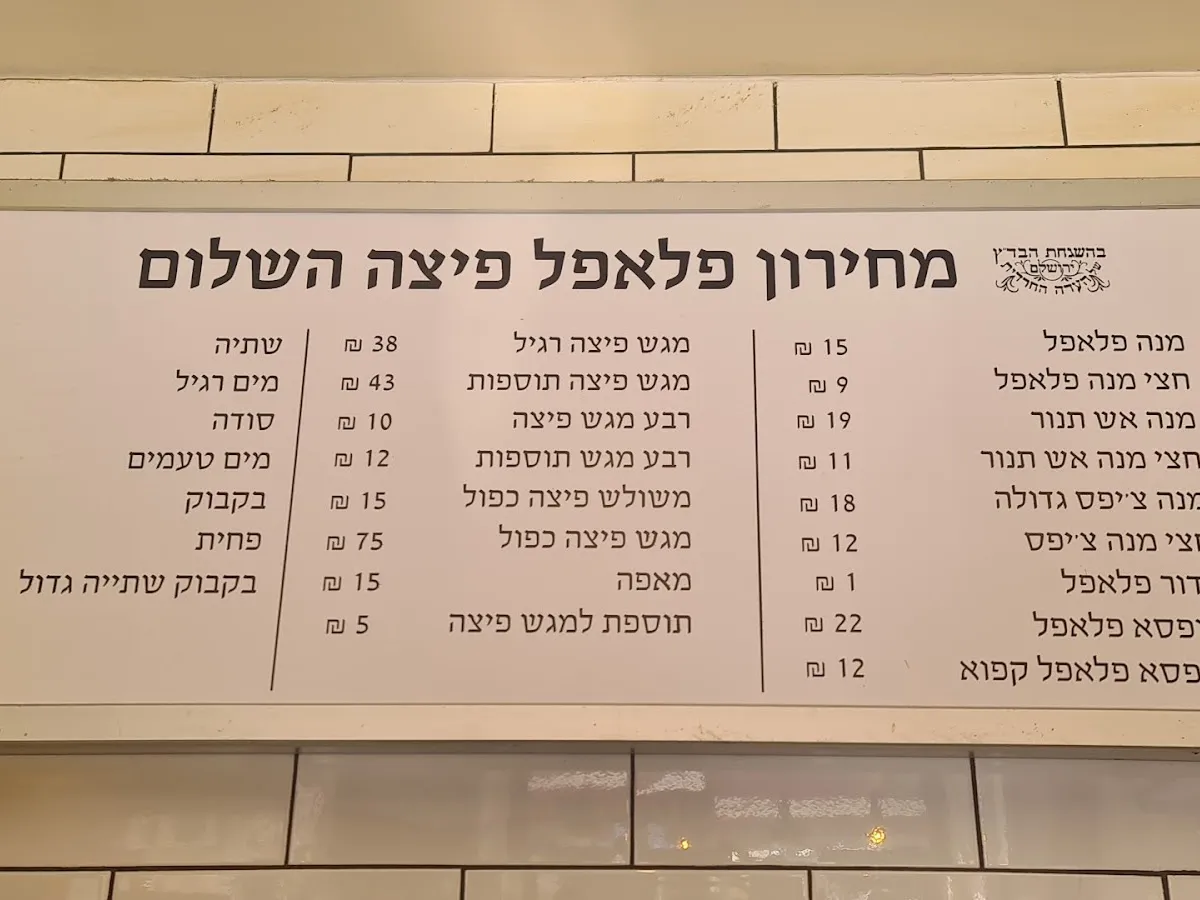 בהשגחת הבד״ץ
ירושלם
מחירון פלאפל פיצה השלום
מנה פלאפל 15 ₪
חצי מנה פלאפל 9 ₪
מנה אש תנור 19 ₪
חצי מנה אש תנור 11 ₪
מנה צ׳יפס גדולה 18 ₪
חצי מנה צ׳יפס 12 ₪
דור פלאפל 1 ₪
פסא פלאפל 22 ₪
פסא פלאפל קפוא 12 ₪
מגש פיצה רגיל 38 ₪
מגש פיצה תוספות 43 ₪
רבע מגש פיצה 10 ₪
רבע מגש תוספות 12 ₪
משולש פיצה כפול 15 ₪
מגש פיצה כפול 75 ₪
מאפה 15 ₪
תוספת למגש פיצה 5 ₪
שתיה
מים רגיל
סודה
מים טעמים
בקבוק
פחית
בקבוק שתייה גדול